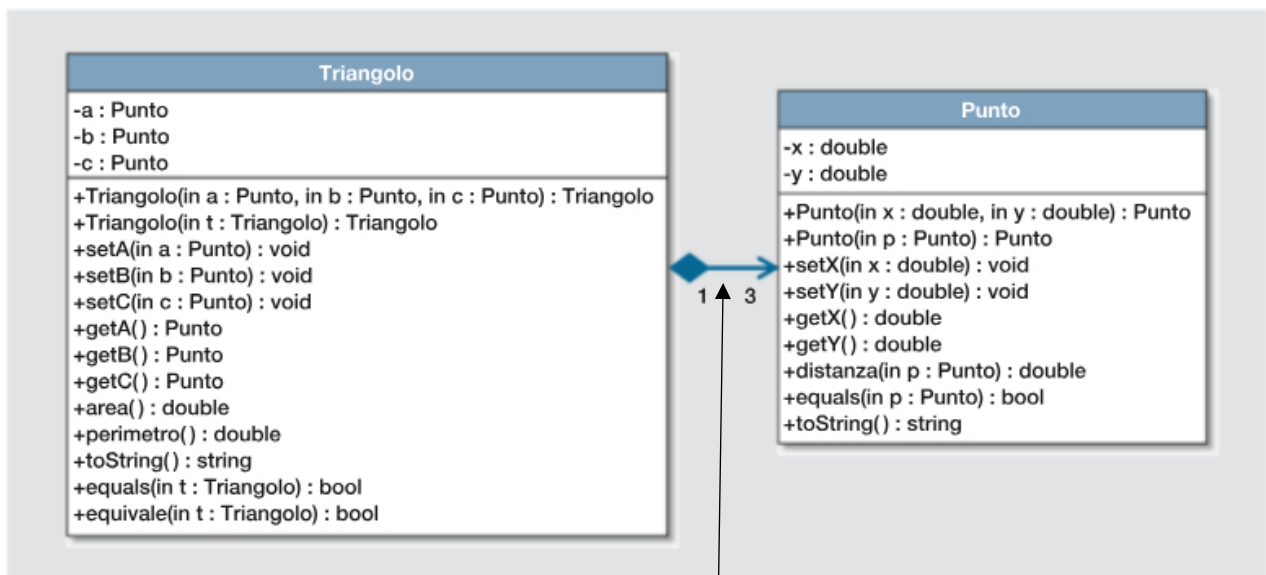 Triangolo
-a : Punto
-b : Punto
-c : Punto
+Triangolo(in a : Punto, in b : Punto, in c : Punto) : Triangolo
+Triangolo(in t : Triangolo) : Triangolo
+setA(in a : Punto) : void
+setB(in b : Punto) : void
+setC(in c : Punto) : void
+getA() : Punto
+getB() : Punto
+getC() : Punto
+area() : double
+perimetro() : double
+toString() : string
+equals(in t : Triangolo) : bool
+equivale(in t : Triangolo) : bool
1 3
Punto
-x : double
-y : double
+Punto(in x : double, in y : double) : Punto
+Punto(in p : Punto) : Punto
+setX(in x : double) : void
+setY(in y : double) : void
+getX() : double
+getY() : double
+distanza(in p : Punto) : double
+equals(in p : Punto) : bool
+toString() : string